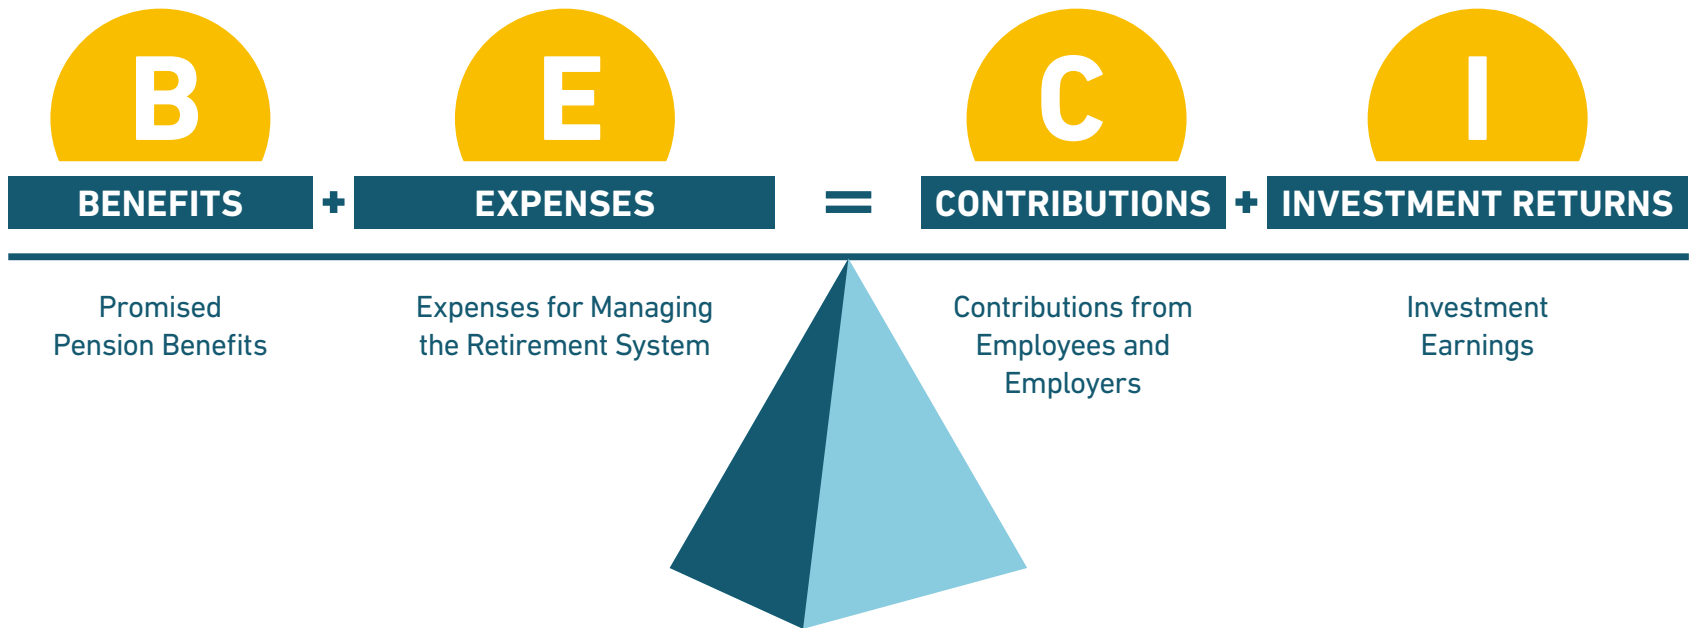 B E C I
BENEFITS + EXPENSES = CONTRIBUTIONS + INVESTMENT RETURNS
Promised
Pension Benefits
Expenses for Managing
the Retirement System
Contributions from
Employees and
Employers
Investment
Earnings